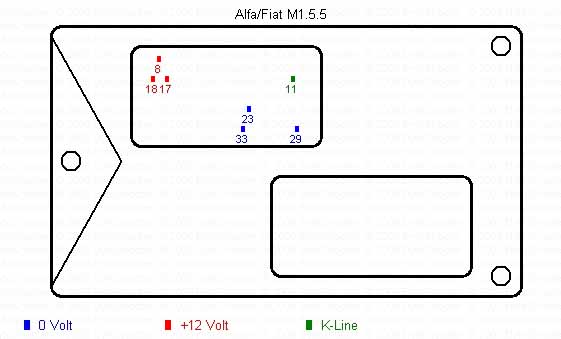 Alfa/Fiat M1.5.5
8
18 17
11
23
33
29
0 Volt
+12 Volt
K-Line